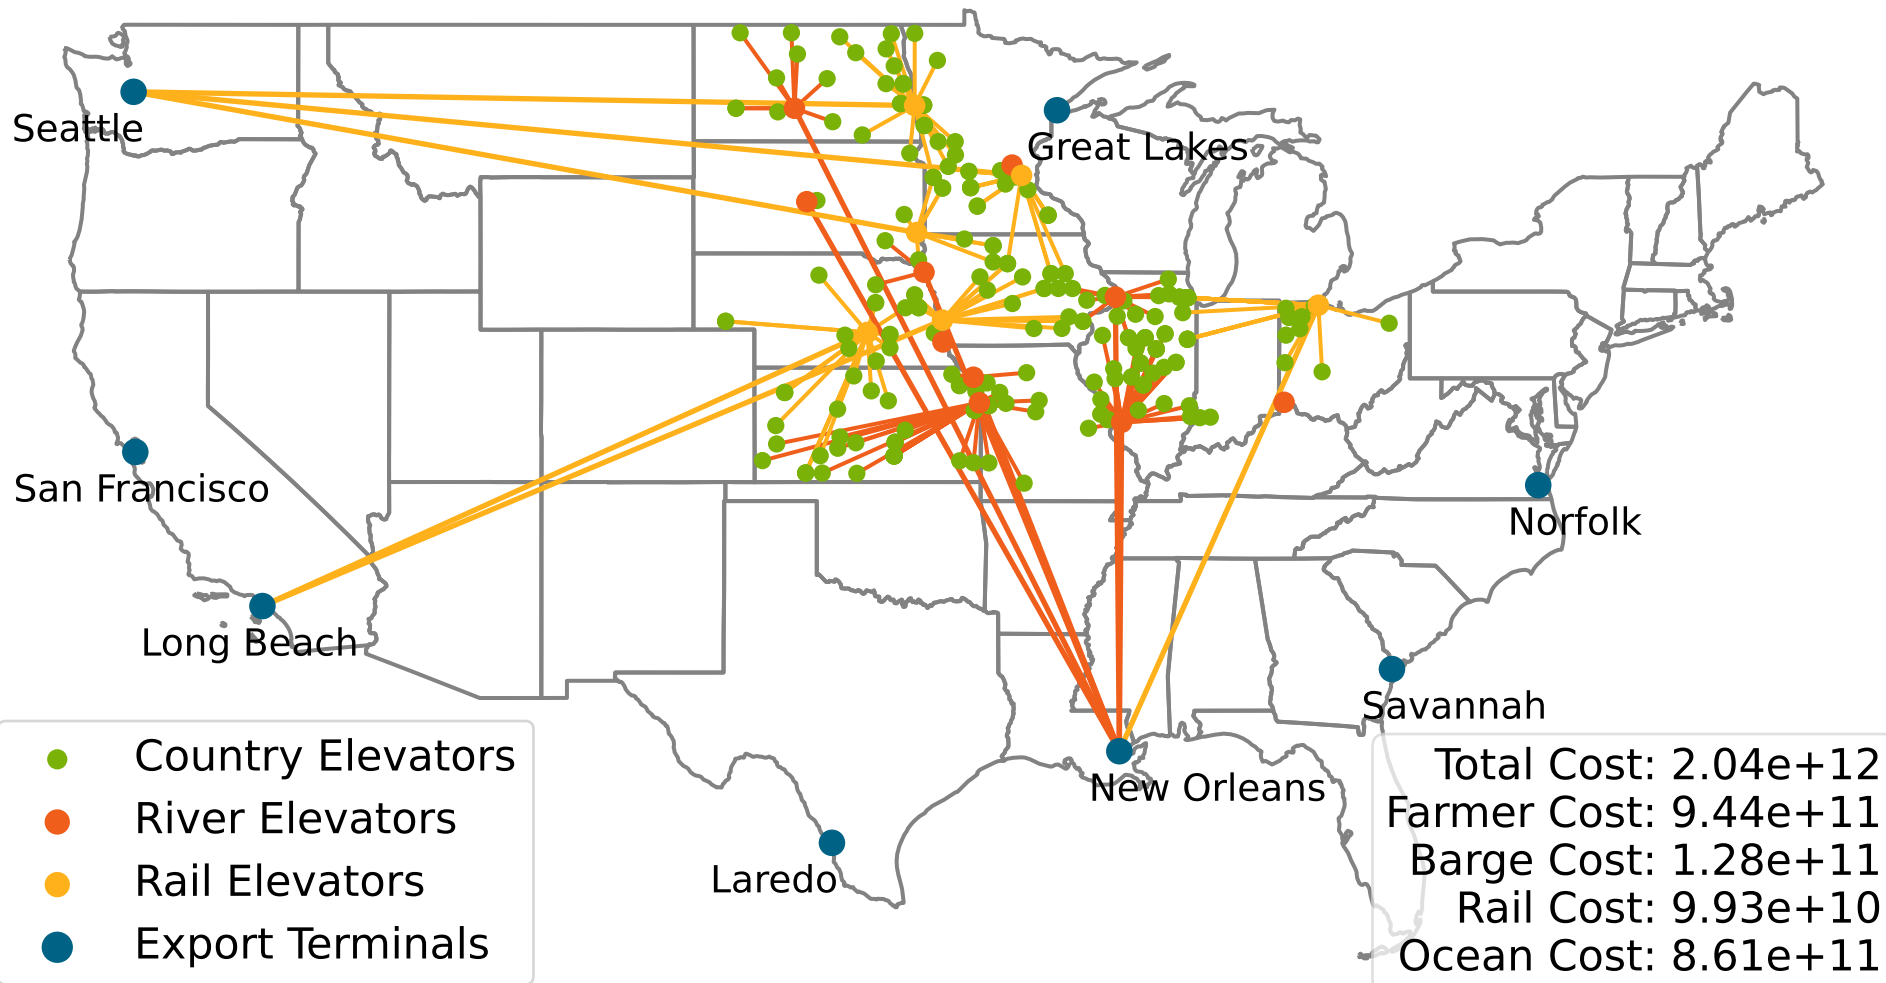 Seattle
Great Lakes
San Francisco
Norfolk
Long Beach
Savannah
New Orleans
Laredo
Country Elevators
River Elevators
Rail Elevators
Export Terminals
Total Cost: 2.04e+12
Farmer Cost: 9.44e+11
Barge Cost: 1.28e+11
Rail Cost: 9.93e+10
Ocean Cost: 8.61e+11